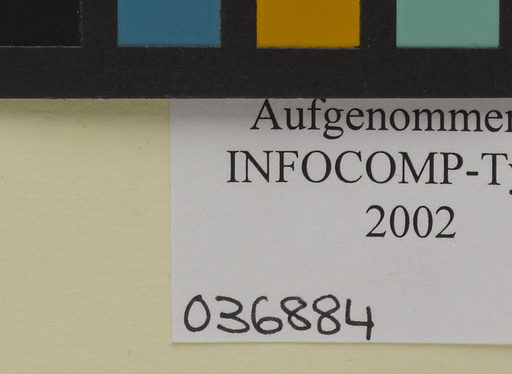 Aufgenommen
INFOCOMP-Ty
2002
036884